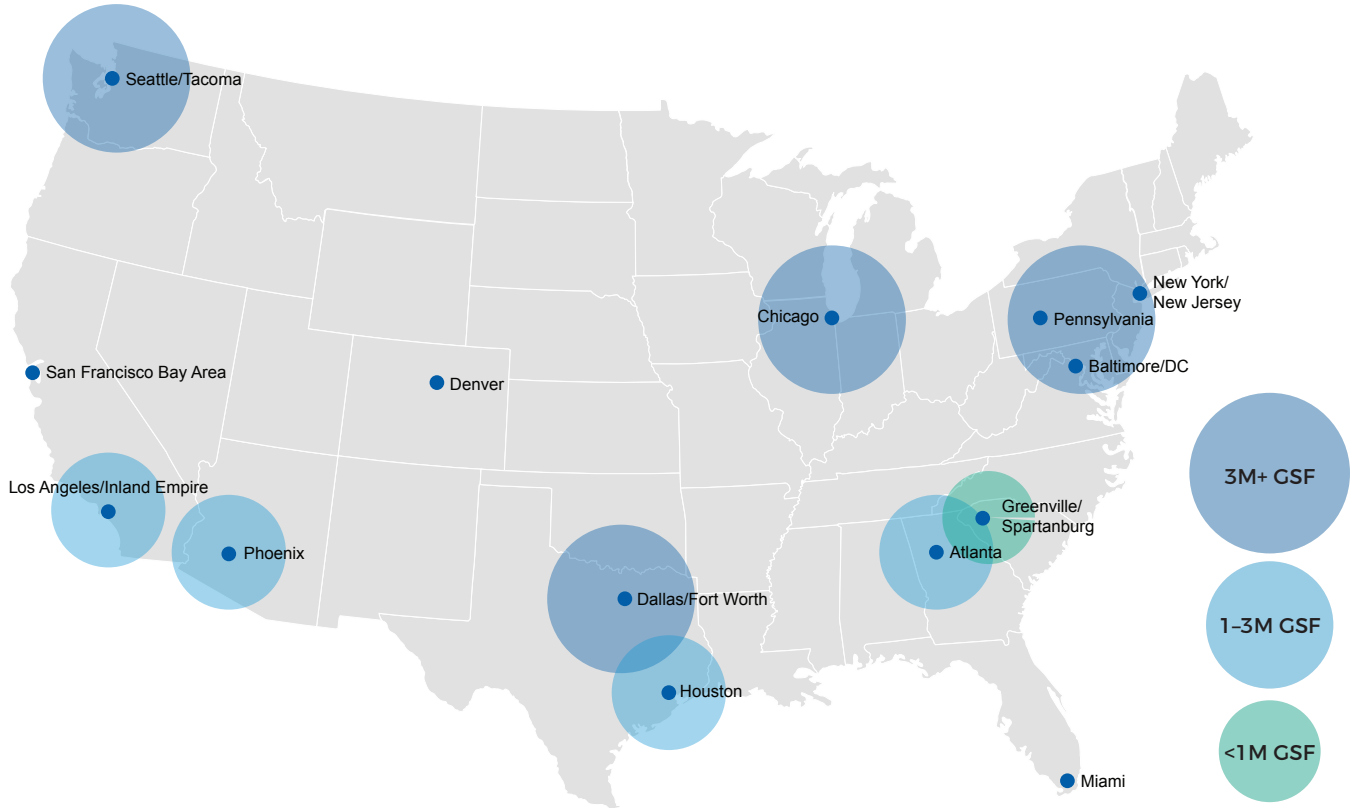 Seattle/Tacoma
New York/
New Jersey
Chicago
Pennsylvania
Baltimore/DC
San Francisco Bay Area
Denver
3M+ GSF
Los Angeles/Inland Empire
Greenville/
Spartanburg
Phoenix
Atlanta
Dallas/Fort Worth
1–3M GSF
Houston
<1M GSF
Miami